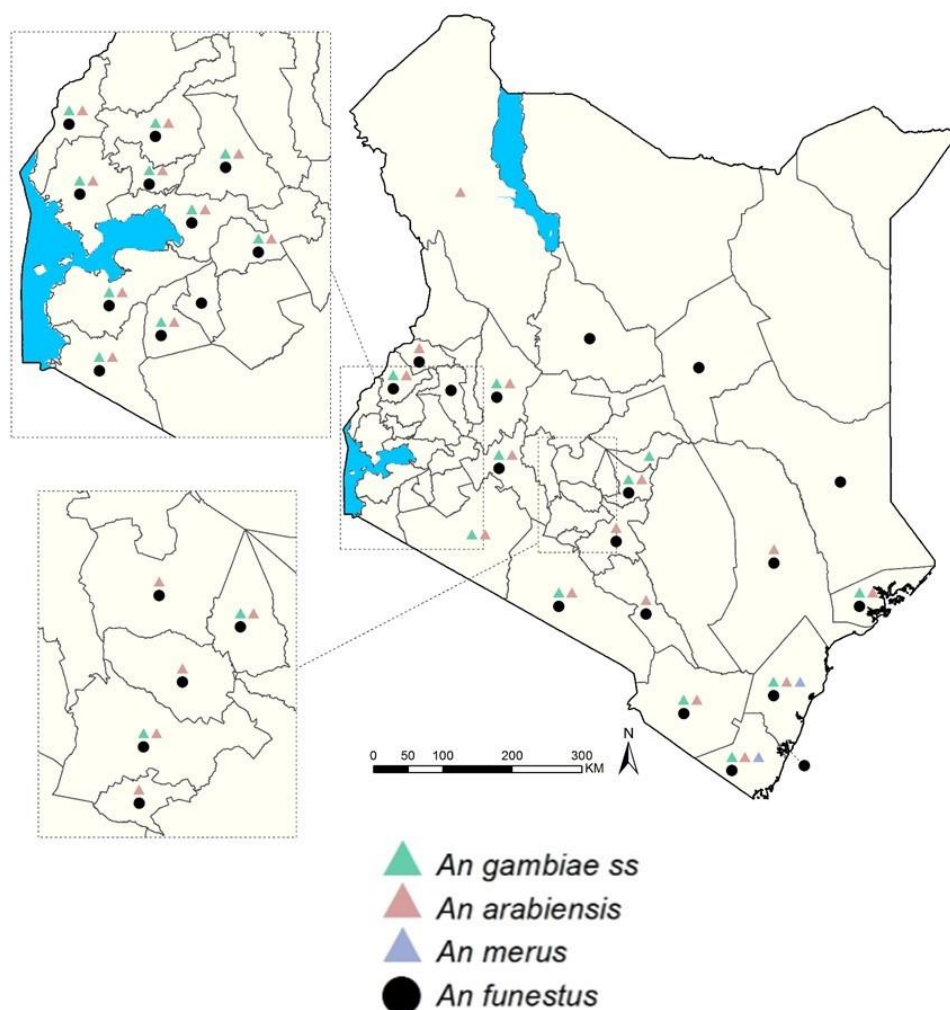 N
0 50 100 200 300
KM
An gambiae ss
An arabiensis
An merus
An funestus